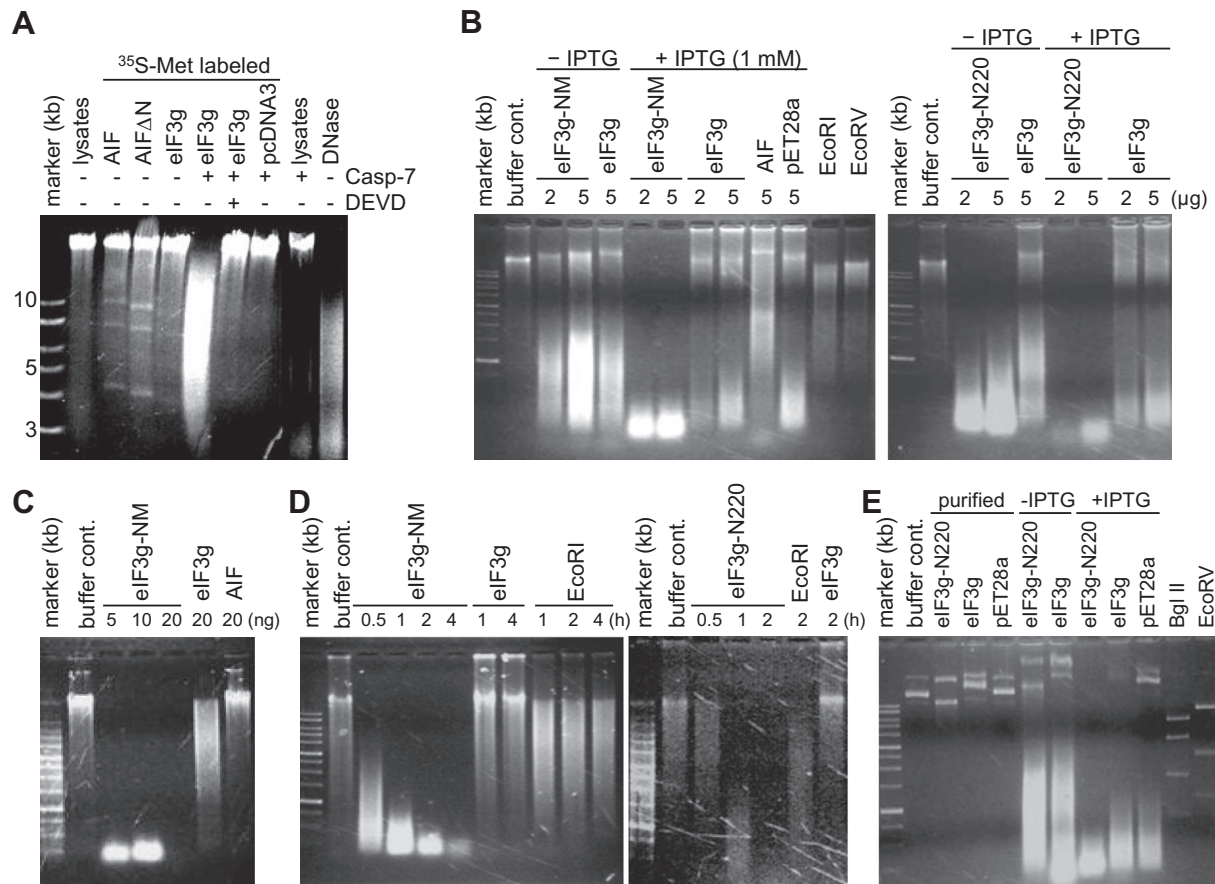 A
35S-Met labeled
marker (kb)
lysates
AIF
AIFΔN
eIF3g
eIF3g
eIF3g
pcDNA3
lysates
DNase
- - - - + + + + - Casp-7
- - - - - + - - - DEVD
10
5
3
B
– IPTG
+ IPTG (1 mM)
marker (kb)
buffer cont.
eIF3g-NM
eIF3g
eIF3g-NM
eIF3g
AIF
pET28a
EcoRI
EcoRV
2 5 5 2 5 2 5 5 5
– IPTG
+ IPTG
marker (kb)
buffer cont.
eIF3g-N220
eIF3g
eIF3g-N220
eIF3g
2 5 5 2 5 2 5 (µg)
C
marker (kb)
buffer cont.
eIF3g-NM
eIF3g
AIF
5 10 20 20 20 (ng)
D
marker (kb)
buffer cont.
eIF3g-NM
eIF3g
EcoRI
0.5 1 2 4 1 4 1 2 4 (h)
marker (kb)
buffer cont.
eIF3g-N220
EcoRI
eIF3g
0.5 1 2 2 2 (h)
E
purified
-IPTG
+IPTG
marker (kb)
buffer cont.
eIF3g-N220
eIF3g
pET28a
eIF3g-N220
eIF3g
eIF3g-N220
eIF3g
pET28a
Bgl II
EcoRV